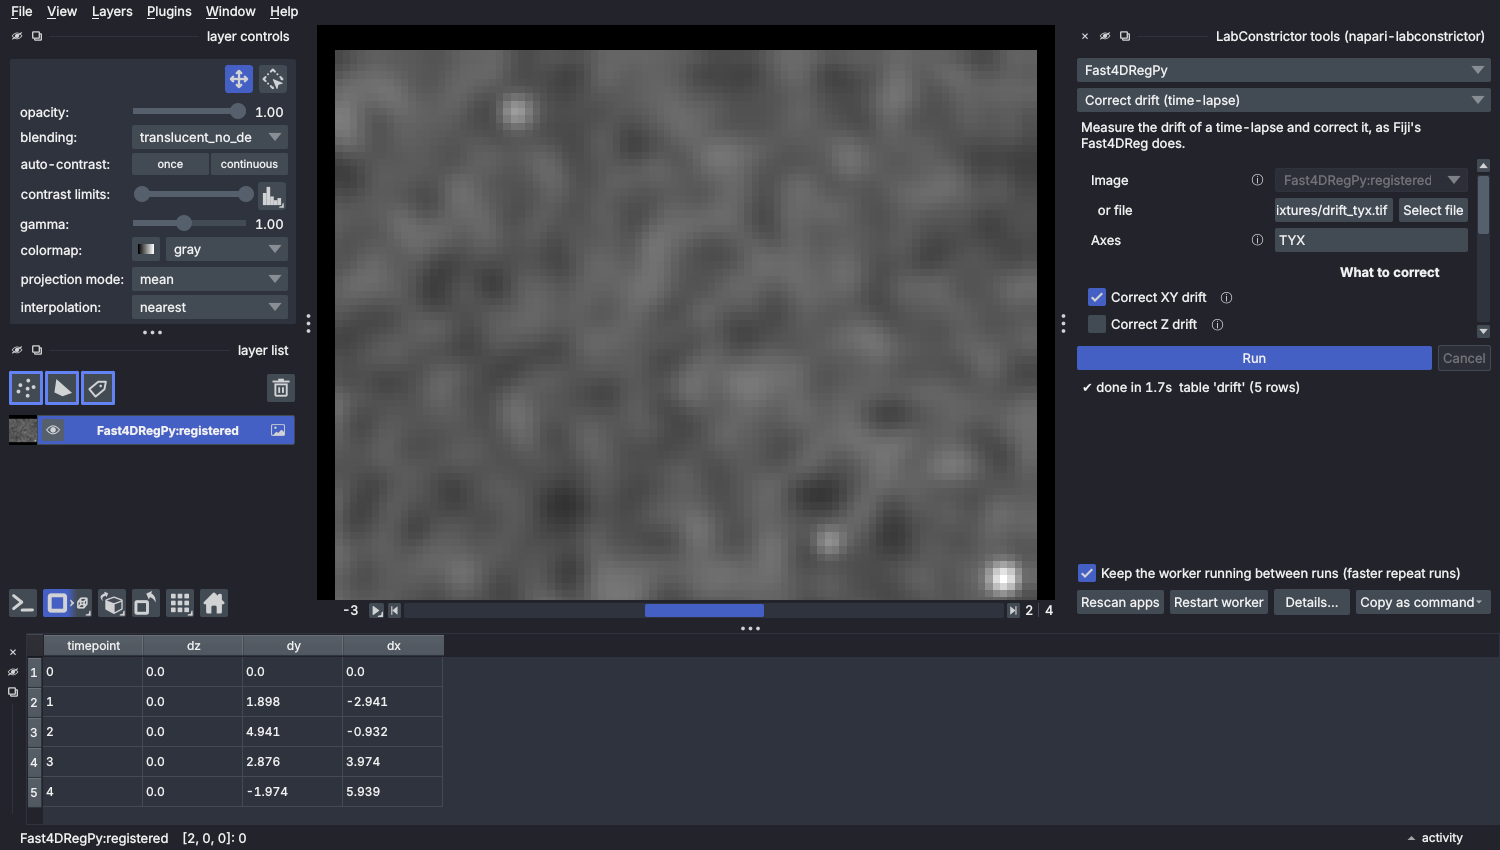 File View Layers Plugins Window Help
layer controls
opacity: 1.00
blending: translucent_no_de
auto-contrast: once continuous
contrast limits:
gamma: 1.00
colormap: gray
projection mode: mean
interpolation: nearest
layer list
Fast4DRegPy:registered
-3 2 4
LabConstrictor tools (napari-labconstrictor)
Fast4DRegPy
Correct drift (time-lapse)
Measure the drift of a time-lapse and correct it, as Fiji's
Fast4DReg does.
Image Fast4DRegPy:registered
or file ixtures/drift_tyx.tif Select file
Axes TYX
What to correct
Correct XY drift
Correct Z drift
Run Cancel
✔ done in 1.7s table 'drift' (5 rows)
Keep the worker running between runs (faster repeat runs)
Rescan apps Restart worker Details... Copy as command
timepoint dz dy dx
1 0 0.0 0.0 0.0
2 1 0.0 1.898 -2.941
3 2 0.0 4.941 -0.932
4 3 0.0 2.876 3.974
5 4 0.0 -1.974 5.939
Fast4DRegPy:registered [2, 0, 0]: 0
activity